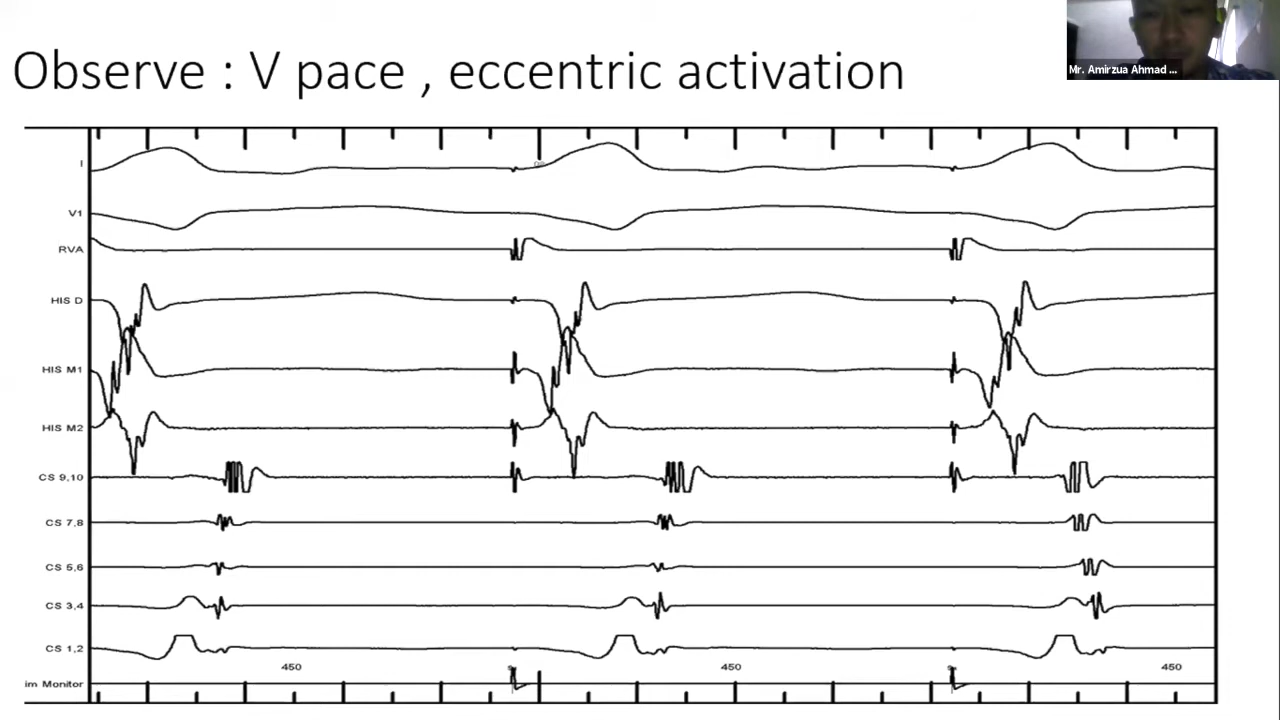 Mr. Amirzua Ahmad ...
Observe : V pace , eccentric activation
I
V1
RVA
HIS D
HIS M1
HIS M2
CS 9,10
CS 7,8
CS 5,6
CS 3,4
CS 1,2
450 450 450
im Monitor